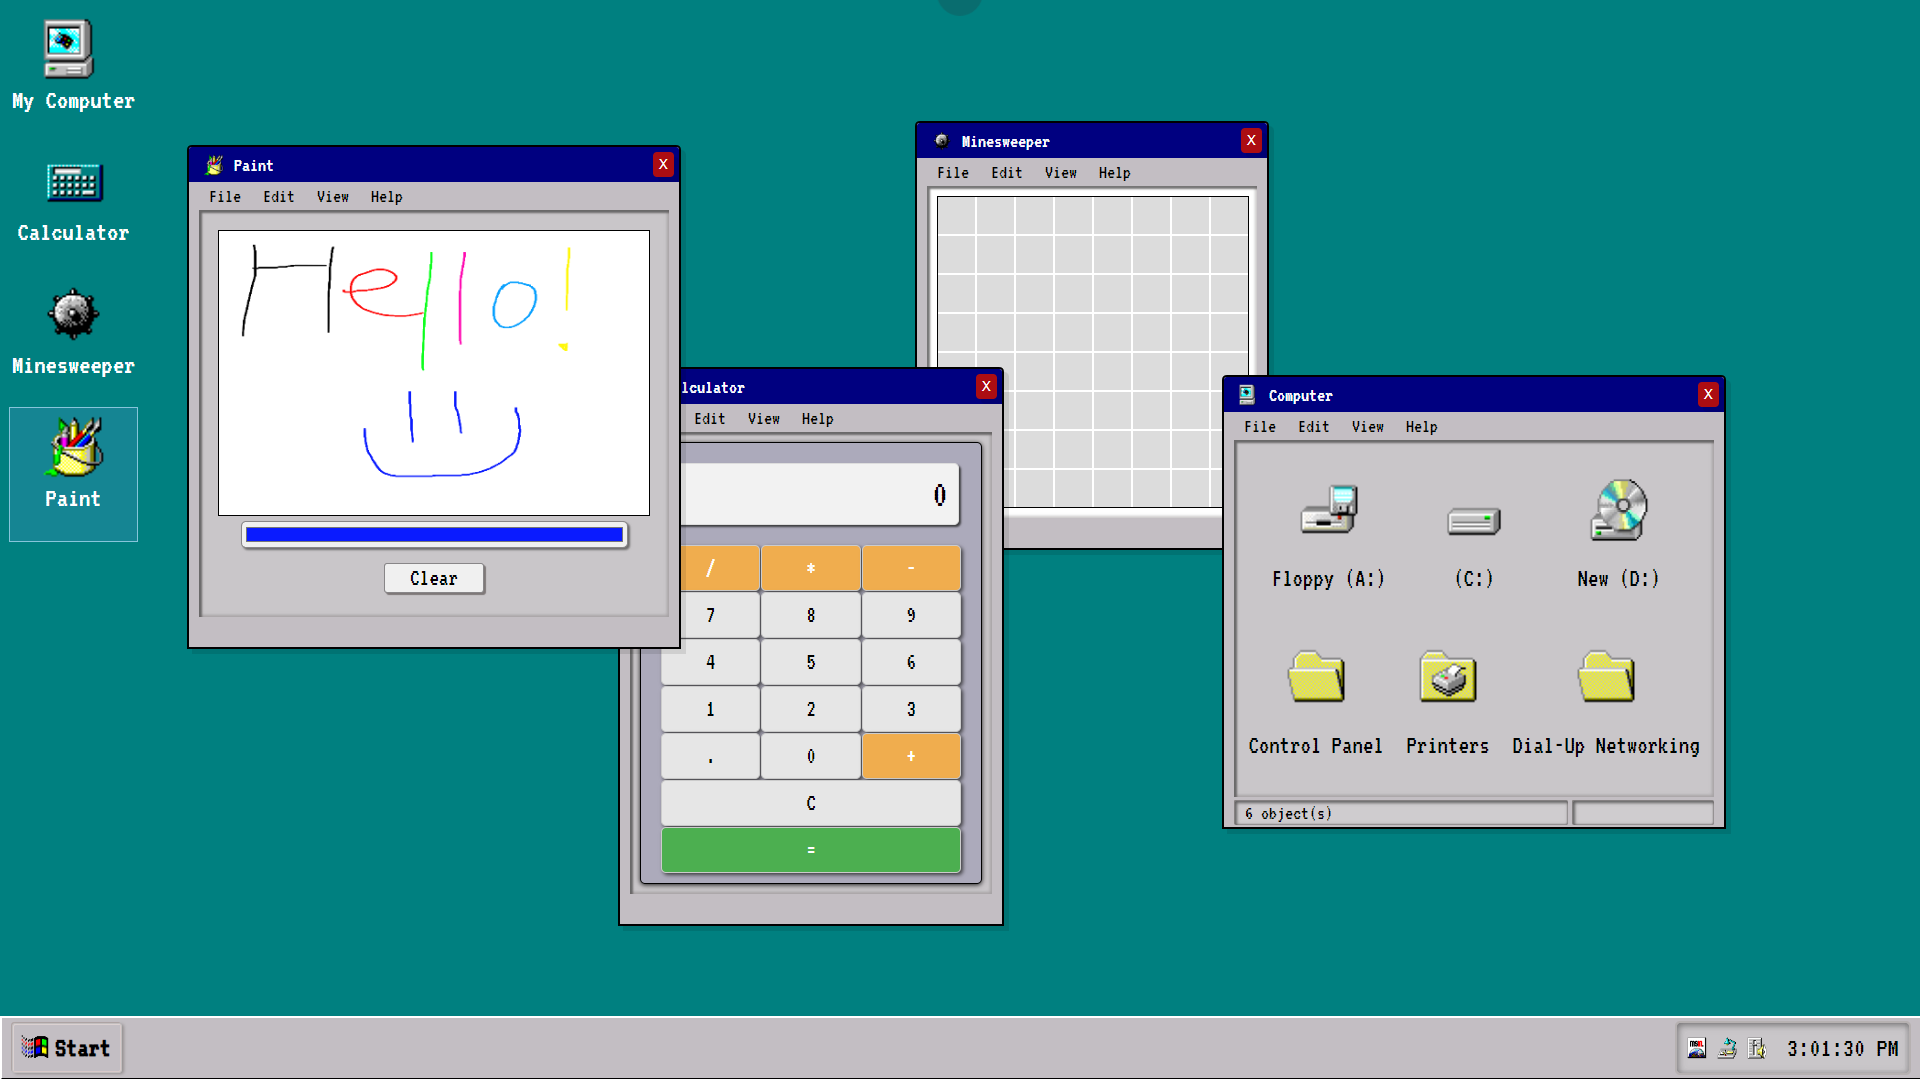 My Computer
Calculator
Minesweeper
Paint
Paint
X
File Edit View Help
Hello!
Clear
lculator
X
Edit View Help
0
/ * -
7 8 9
4 5 6
1 2 3
. 0 +
C
=
Minesweeper
X
File Edit View Help
Computer
X
File Edit View Help
Floppy (A:) (C:) New (D:)
Control Panel Printers Dial-Up Networking
6 object(s)
Start
3:01:30 PM